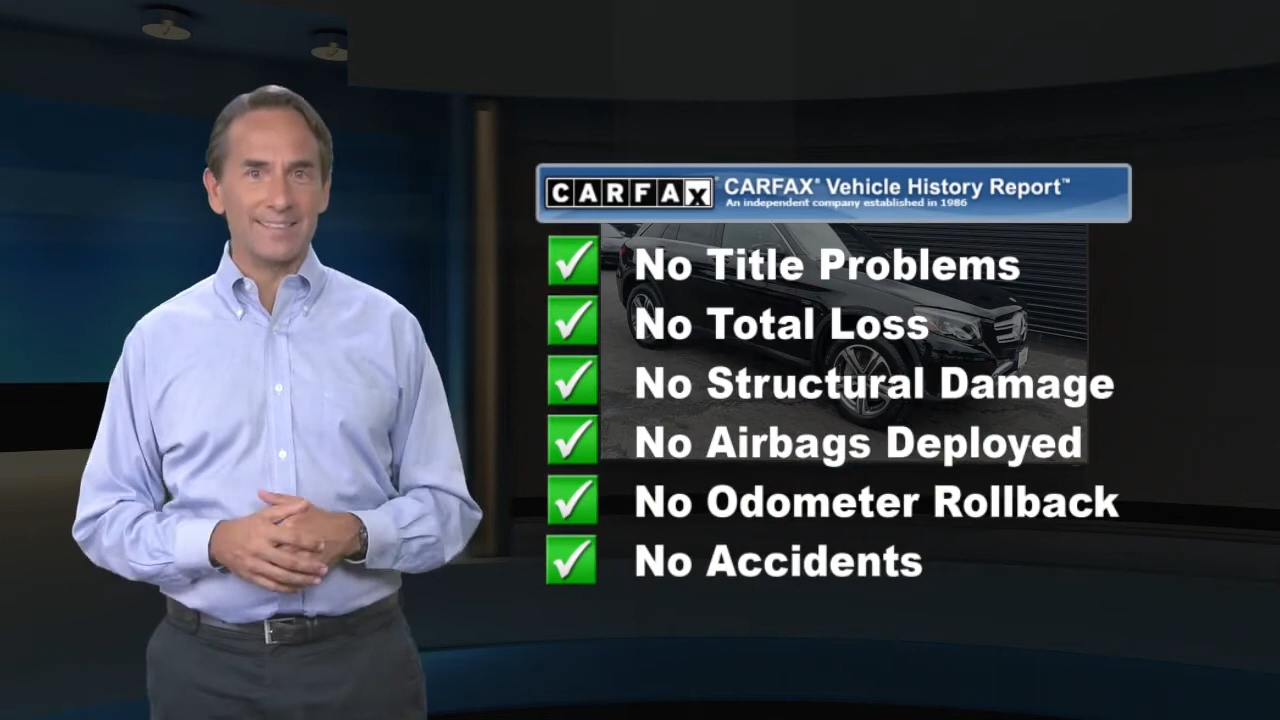 CARFAX® CARFAX® Vehicle History Report™
An independent company established in 1986
No Title Problems
No Total Loss
No Structural Damage
No Airbags Deployed
No Odometer Rollback
No Accidents